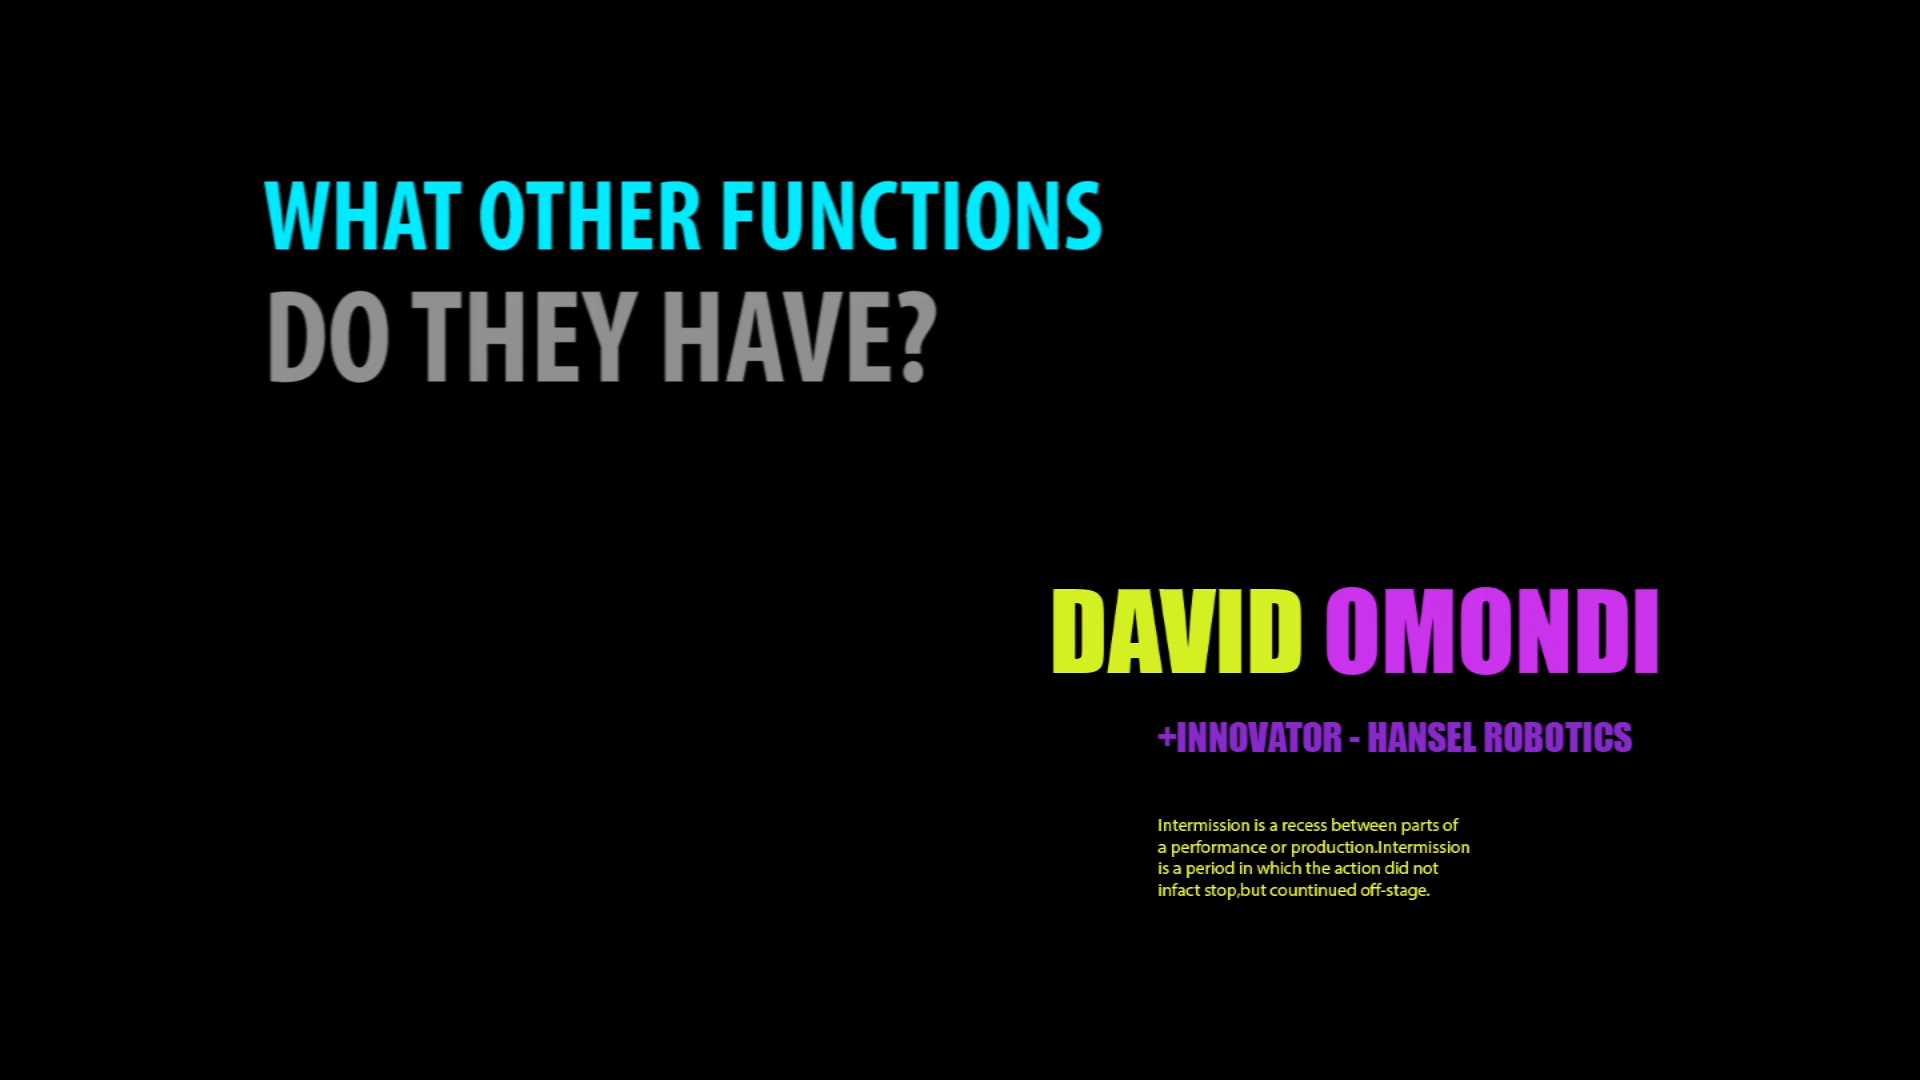 WHAT OTHER FUNCTIONS
DO THEY HAVE?
DAVID OMONDI
+INNOVATOR - HANSEL ROBOTICS
Intermission is a recess between parts of
a performance or production.Intermission
is a period in which the action did not
infact stop,but countinued off-stage.